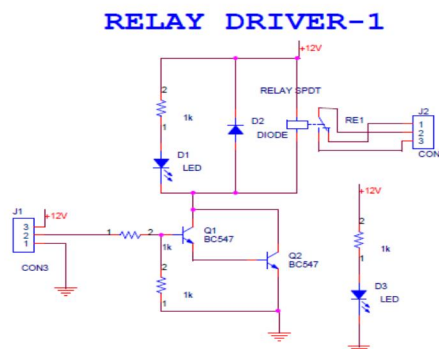 RELAY DRIVER-1
+12V
RELAY SPDT
2
1
1k
D1
LED
D2
DIODE
RE1
J2
1
2
3
CON
J1
+12V
3
2
1
CON3
1
2
1k
Q1
BC547
Q2
BC547
2
1
1k
+12V
2
1
1k
D3
LED